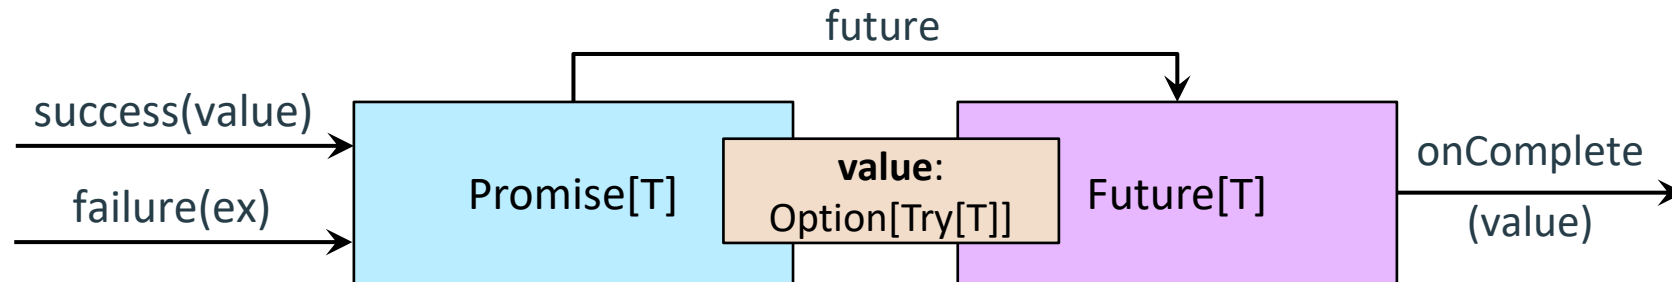 future
success(value)
failure(ex)
Promise[T]
value:
Option[Try[T]]
Future[T]
onComplete
(value)